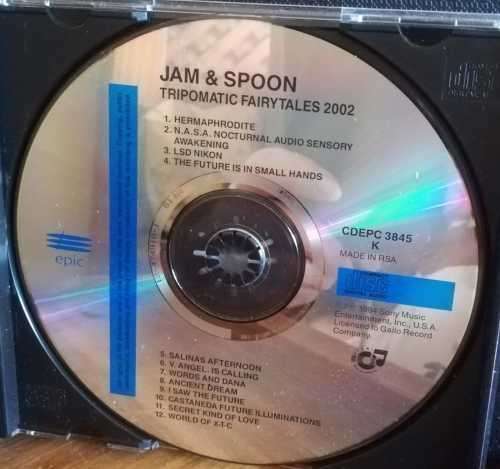 JAM & SPOON
TRIPOMATIC FAIRYTALES 2002
1. HERMAPHRODITE
2. N.A.S.A. NOCTURNAL AUDIO SENSORY
AWAKENING
3. LSD NIKON
4. THE FUTURE IS IN SMALL HANDS
epic
CDEPC 3845
K
MADE IN RSA
COMPACT
disc
1994 Sony Music
Entertainment, Inc., U.S.A.
Licensed to Gallo Record
Company.
5. SALINAS AFTERNOON
6. V. ANGEL IS CALLING
7. WORDS AND DANA
8. ANCIENT DREAM
9. I SAW THE FUTURE
10. CASTANEDA FUTURE ILLUMINATIONS
11. SECRET KIND OF LOVE
12. WORLD OF X-T-C